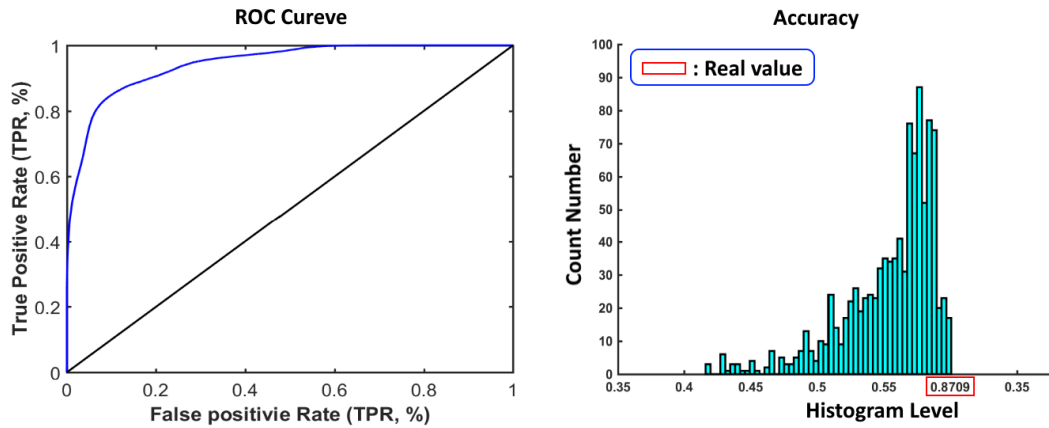 ROC Cureve
True Positive Rate (TPR, %)
1
0.8
0.6
0.4
0.2
0
0 0.2 0.4 0.6 0.8 1
False positivie Rate (TPR, %)
Accuracy
: Real value
Count Number
100
90
80
70
60
50
40
30
20
10
0
0.35 0.4 0.45 0.5 0.55 0.8709 0.35
Histogram Level